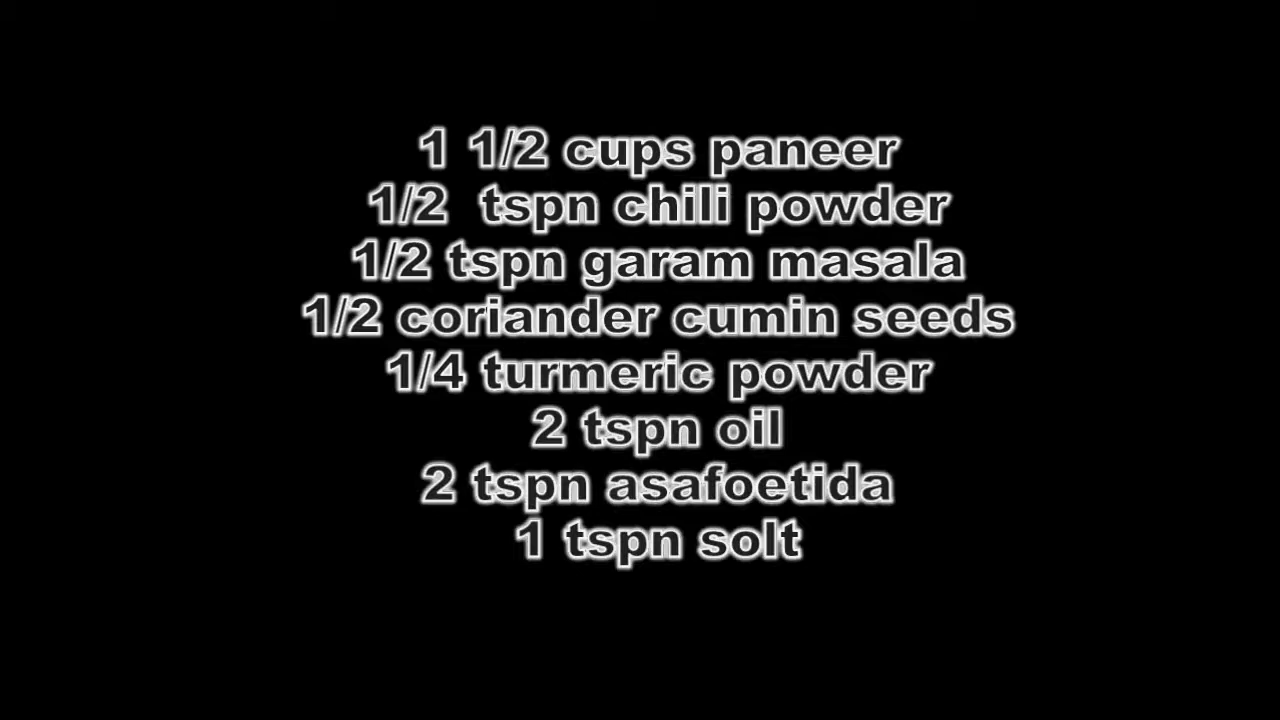 1 1/2 cups paneer
1/2 tspn chili powder
1/2 tspn garam masala
1/2 coriander cumin seeds
1/4 turmeric powder
2 tspn oil
2 tspn asafoetida
1 tspn solt